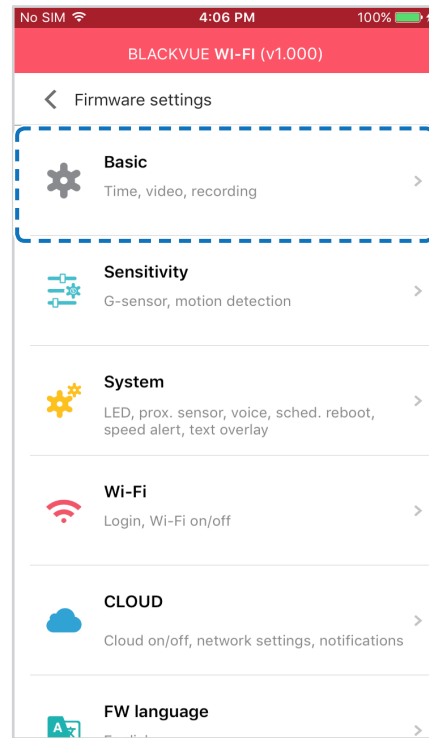 No SIM 4:06 PM 100%
BLACKVUE WI-FI (v1.000)
Firmware settings
Basic
Time, video, recording
Sensitivity
G-sensor, motion detection
System
LED, prox. sensor, voice, sched. reboot,
speed alert, text overlay
Wi-Fi
Login, Wi-Fi on/off
CLOUD
Cloud on/off, network settings, notifications
FW language